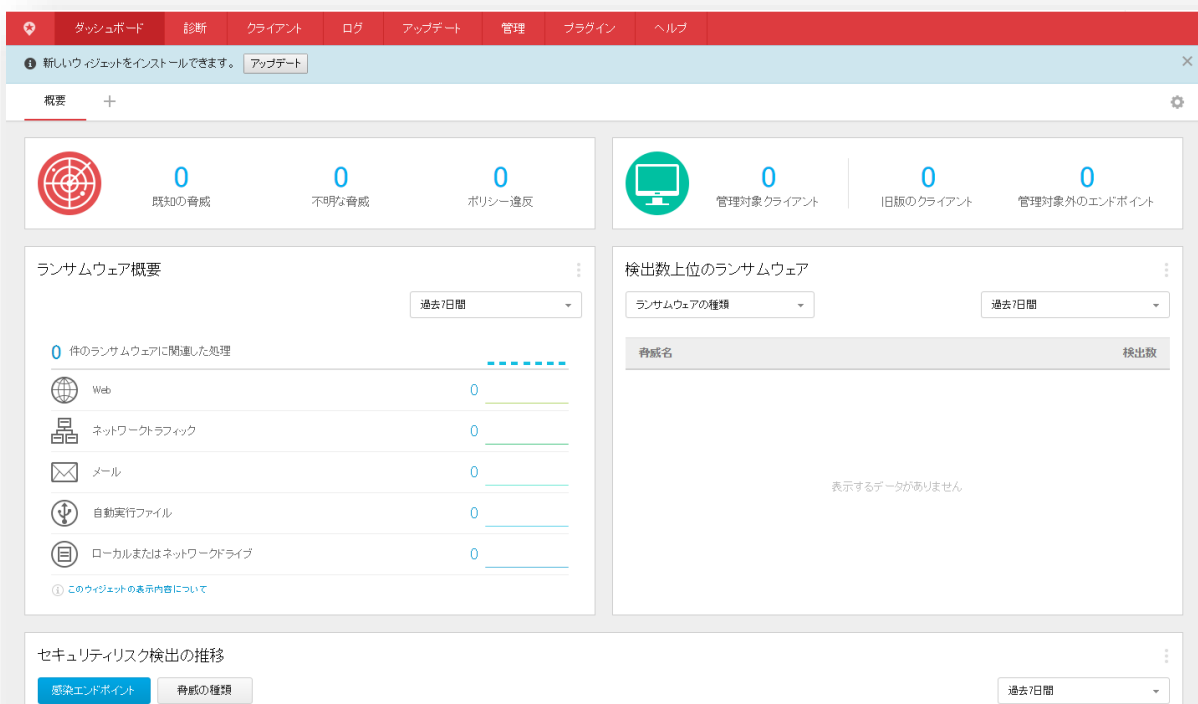 ダッシュボード 診断 クライアント ログ アップデート 管理 プラグイン ヘルプ
新しいウィジェットをインストールできます。 アップデート
概要
0 0 0
既知の脅威 不明な脅威 ポリシー違反
0 0 0
管理対象クライアント 旧版のクライアント 管理対象外のエンドポイント
ランサムウェア概要
過去7日間
0 件のランサムウェアに関連した処理
Web 0
ネットワークトラフィック 0
メール 0
自動実行ファイル 0
ローカルまたはネットワークドライブ 0
このウィジェットの表示内容について
検出数上位のランサムウェア
ランサムウェアの種類 過去7日間
脅威名 検出数
表示するデータがありません
セキュリティリスク検出の推移
感染エンドポイント 脅威の種類 過去7日間